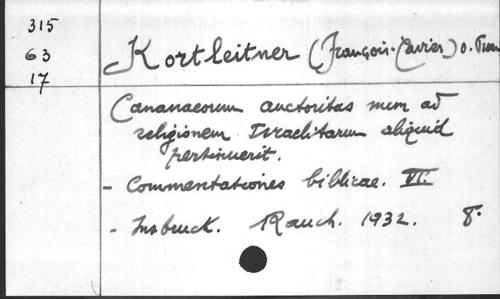 315
63
17
Kortleitner (François-Xavier) O. Praem
Cananaeorum auctoritas num ad
religionem Israelitarum aliquid
pertinuerit.
- Commentationes biblicae. VI.
- Insbruck. Rauch. 1932. 8°